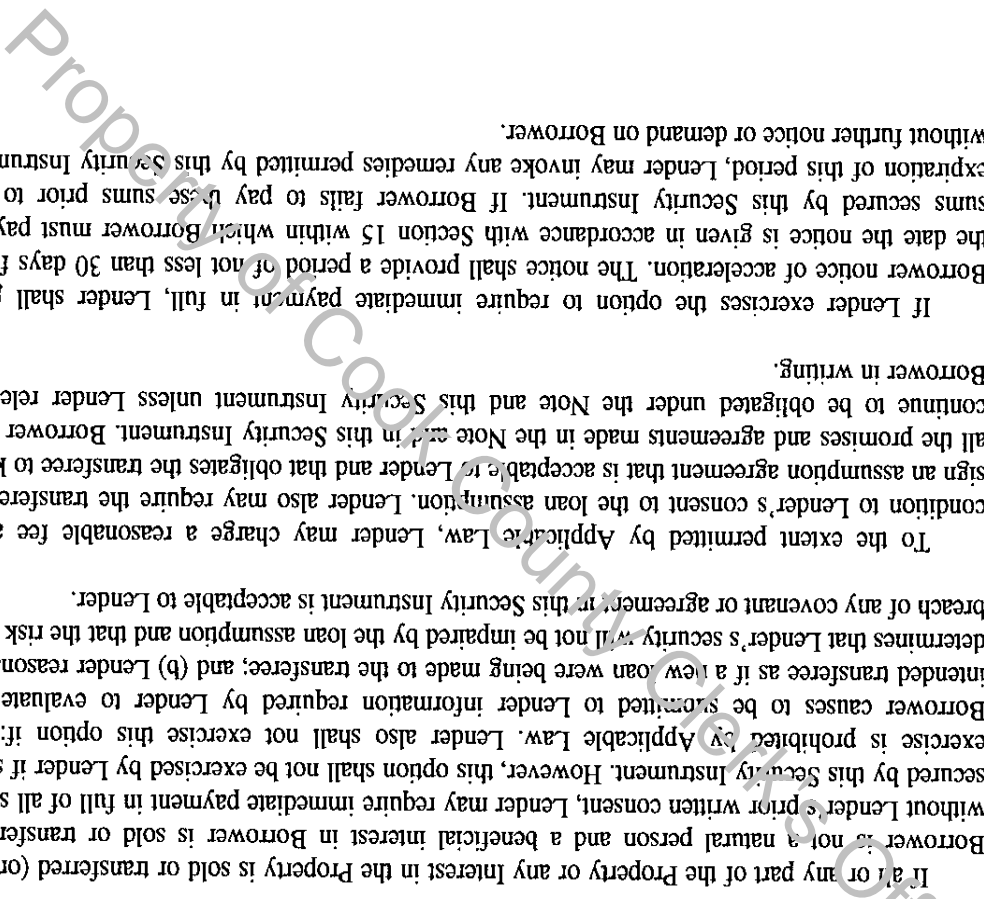 If all or any part of the Property or any Interest in the Property is sold or transferred (or
Borrower is not a natural person and a beneficial interest in Borrower is sold or transfer
without Lender's prior written consent, Lender may require immediate payment in full of all s
secured by this Security Instrument. However, this option shall not be exercised by Lender if s
exercise is prohibited by Applicable Law. Lender also shall not exercise this option if:
Borrower causes to be submitted to Lender information required by Lender to evaluate
intended transferee as if a new loan were being made to the transferee; and (b) Lender reason
determines that Lender's security will not be impaired by the loan assumption and that the risk
breach of any covenant or agreement in this Security Instrument is acceptable to Lender.
To the extent permitted by Applicable Law, Lender may charge a reasonable fee a
condition to Lender's consent to the loan assumption. Lender also may require the transfere
sign an assumption agreement that is acceptable to Lender and that obligates the transferee to k
all the promises and agreements made in the Note and in this Security Instrument. Borrower
continue to be obligated under the Note and this Security Instrument unless Lender rele
Borrower in writing.
If Lender exercises the option to require immediate payment in full, Lender shall
Borrower notice of acceleration. The notice shall provide a period of not less than 30 days f
the date the notice is given in accordance with Section 15 within which Borrower must pay
sums secured by this Security Instrument. If Borrower fails to pay these sums prior to
expiration of this period, Lender may invoke any remedies permitted by this Security Instrun
without further notice or demand on Borrower.
Property of Cook County Clerk's Off